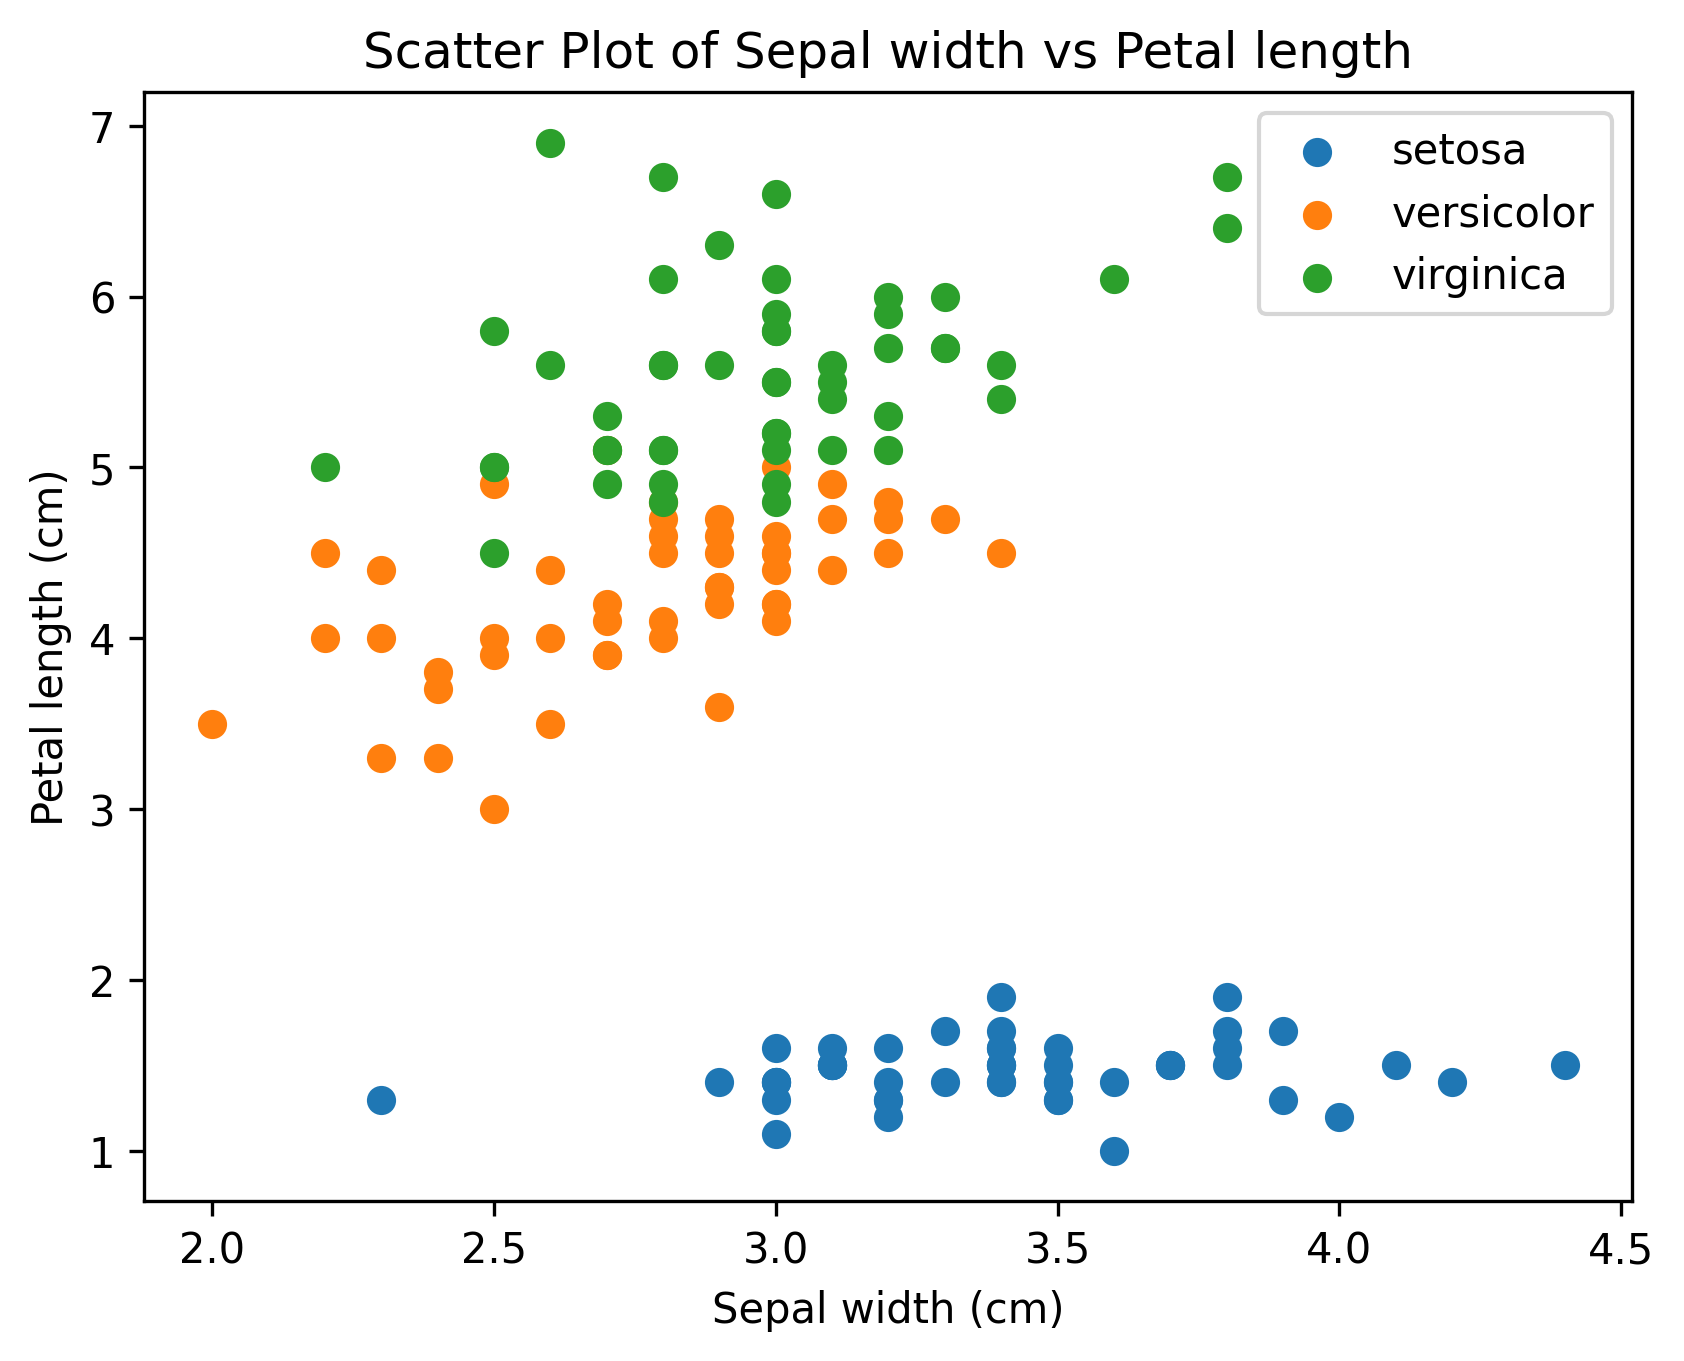 Scatter Plot of Sepal width vs Petal length
setosa
versicolor
virginica
7
6
5
4
3
2
1
Petal length (cm)
2.0 2.5 3.0 3.5 4.0 4.5
Sepal width (cm)